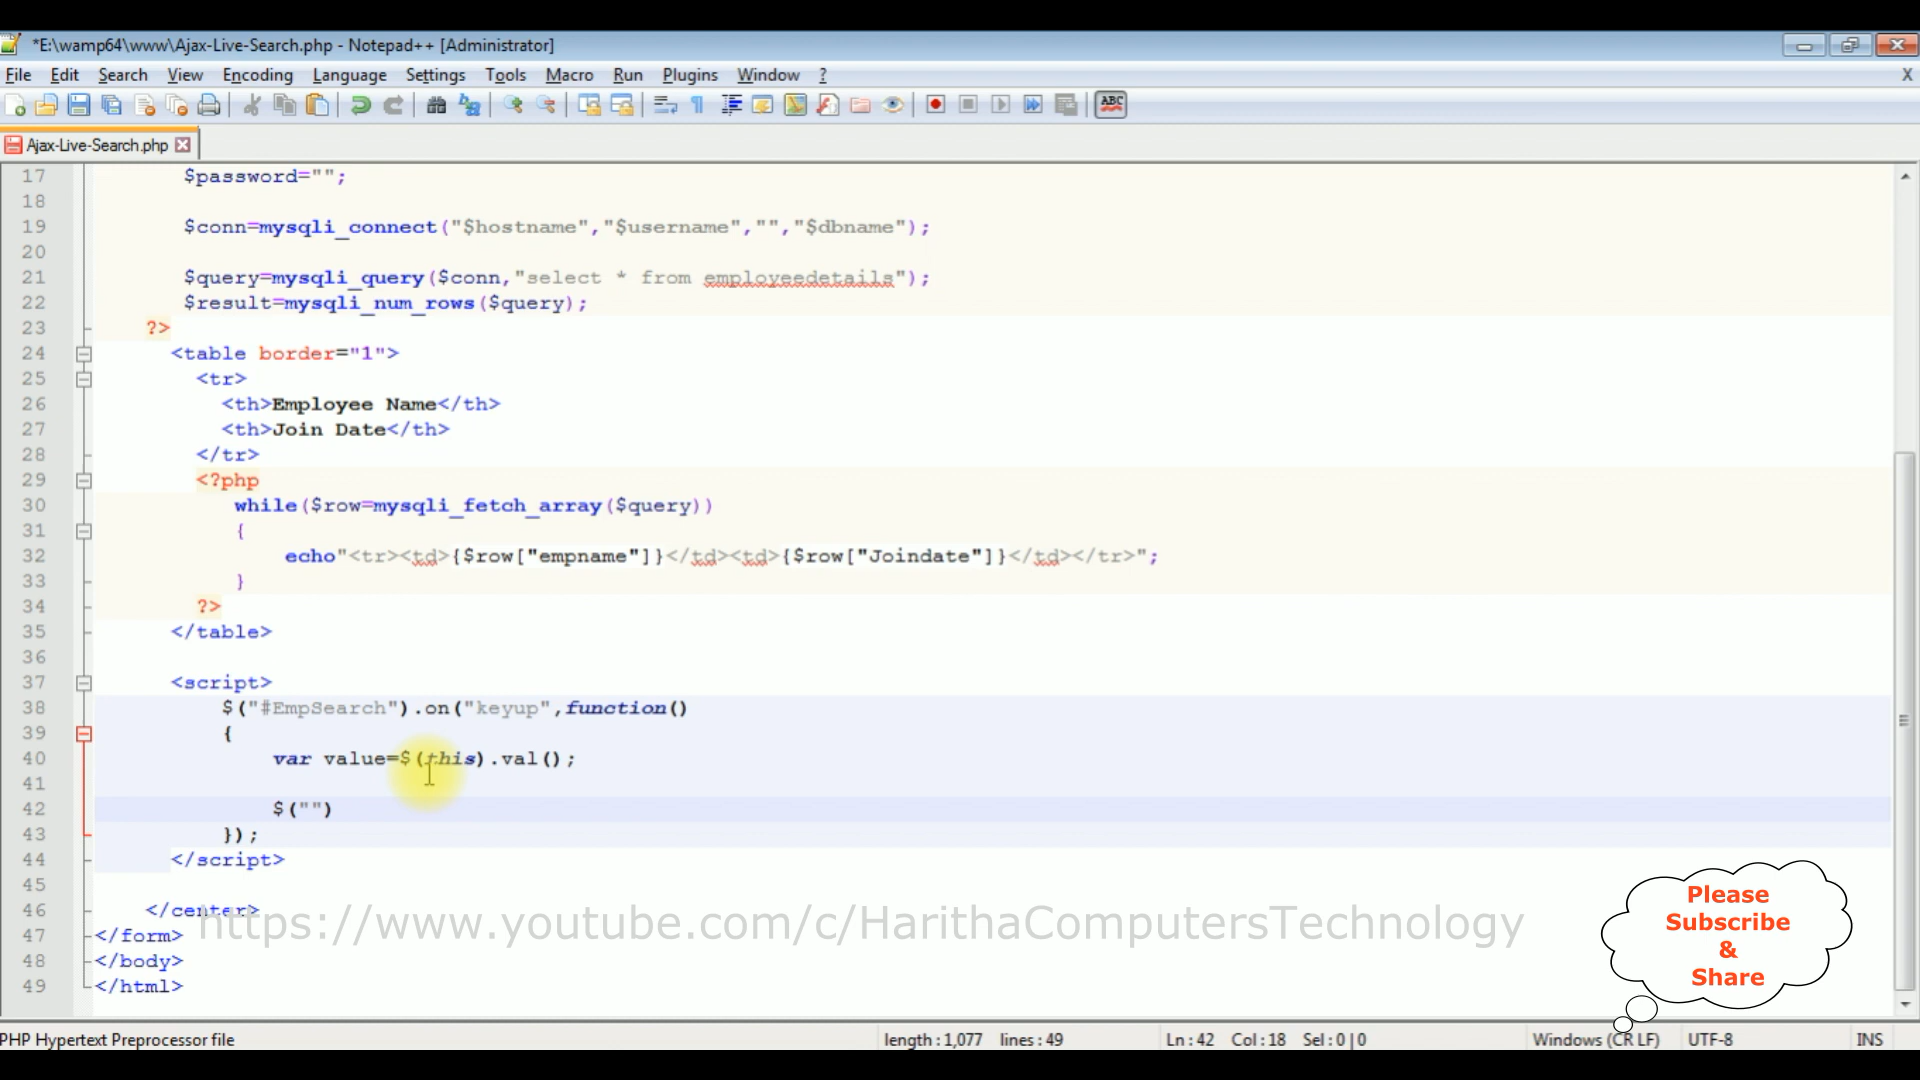 *E:\wamp64\www\Ajax-Live-Search.php - Notepad++ [Administrator]
File Edit Search View Encoding Language Settings Tools Macro Run Plugins Window ? X
ABC
Ajax-Live-Search.php
17 $password="";
18
19 $conn=mysqli_connect("$hostname","$username","","$dbname");
20
21 $query=mysqli_query($conn,"select * from employeedetails");
22 $result=mysqli_num_rows($query);
23 ?>
24 <table border="1">
25 <tr>
26 <th>Employee Name</th>
27 <th>Join Date</th>
28 </tr>
29 <?php
30 while($row=mysqli_fetch_array($query))
31 {
32 echo"<tr><td>{$row["empname"]}</td><td>{$row["Joindate"]}</td></tr>";
33 }
34 ?>
35 </table>
36
37 <script>
38 $("#EmpSearch").on("keyup",function()
39 {
40 var value=$(this).val();
41
42 $("")
43 });
44 </script>
45
46 </center>
https://www.youtube.com/c/HarithaComputersTechnology
47 </form>
48 </body>
49 </html>
Please
Subscribe
&
Share
PHP Hypertext Preprocessor file length : 1,077 lines : 49 Ln : 42 Col : 18 Sel : 0 | 0 Windows (CR LF) UTF-8 INS